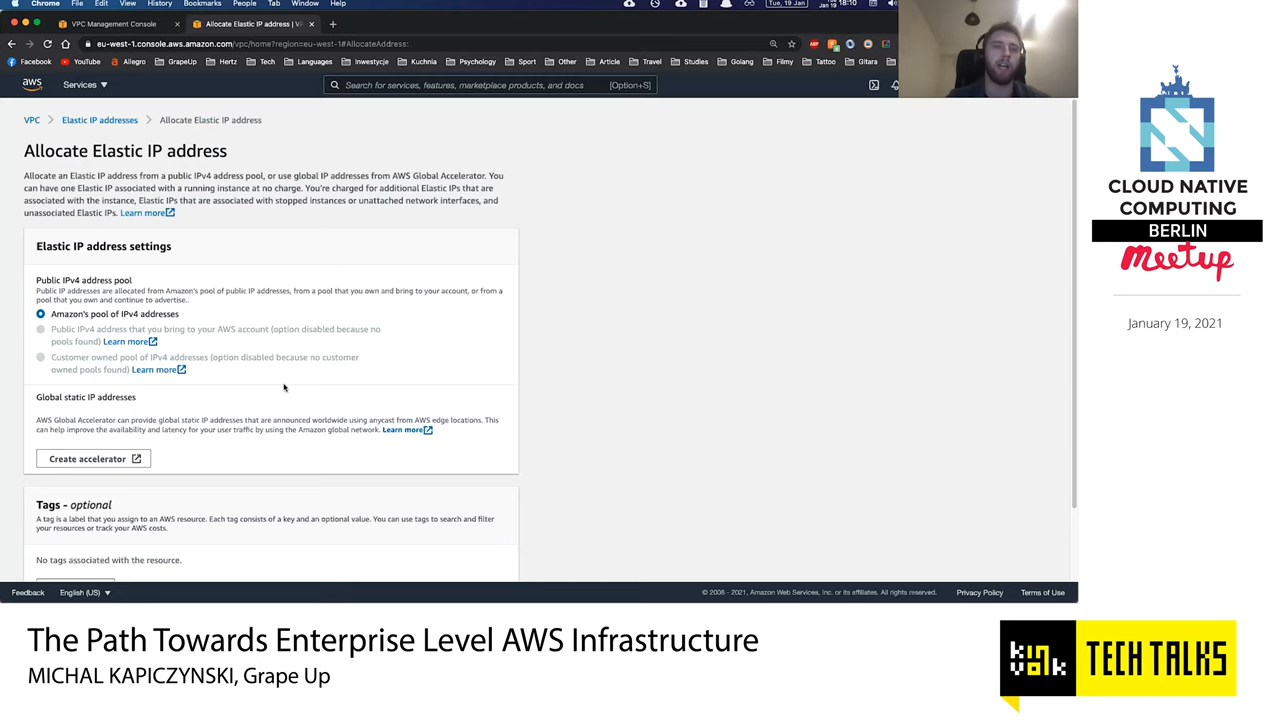 Chrome File Edit View History Bookmarks People Tab Window Help Tue, 19 Jan 18:10
VPC Management Console
Allocate Elastic IP address | VP
eu-west-1.console.aws.amazon.com/vpc/home?region=eu-west-1#AllocateAddress:
Facebook YouTube Allegro GrapeUp Hertz Tech Languages Inwestycje Kuchnia Psychology Sport Other Article Travel Studies Golang Filmy Tattoo Gitara
aws Services Search for services, features, marketplace products, and docs [Option+S]
VPC Elastic IP addresses Allocate Elastic IP address
Allocate Elastic IP address
Allocate an Elastic IP address from a public IPv4 address pool, or use global IP addresses from AWS Global Accelerator. You
can have one Elastic IP associated with a running instance at no charge. You're charged for additional Elastic IPs that are
associated with the instance, Elastic IPs that are associated with stopped instances or unattached network interfaces, and
unassociated Elastic IPs. Learn more
Elastic IP address settings
Public IPv4 address pool
Public IP addresses are allocated from Amazon's pool of public IP addresses, from a pool that you own and bring to your account, or from a
pool that you own and continue to advertise..
Amazon's pool of IPv4 addresses
Public IPv4 address that you bring to your AWS account (option disabled because no
pools found) Learn more
Customer owned pool of IPv4 addresses (option disabled because no customer
owned pools found) Learn more
Global static IP addresses
AWS Global Accelerator can provide global static IP addresses that are announced worldwide using anycast from AWS edge locations. This
can help improve the availability and latency for your user traffic by using the Amazon global network. Learn more
Create accelerator
Tags - optional
A tag is a label that you assign to an AWS resource. Each tag consists of a key and an optional value. You can use tags to search and filter
your resources or track your AWS costs.
No tags associated with the resource.
Feedback English (US) © 2008 - 2021, Amazon Web Services, Inc. or its affiliates. All rights reserved. Privacy Policy Terms of Use
CLOUD NATIVE
COMPUTING
BERLIN
Meetup
January 19, 2021
The Path Towards Enterprise Level AWS Infrastructure
MICHAL KAPICZYNSKI, Grape Up
kinvolk TECH TALKS